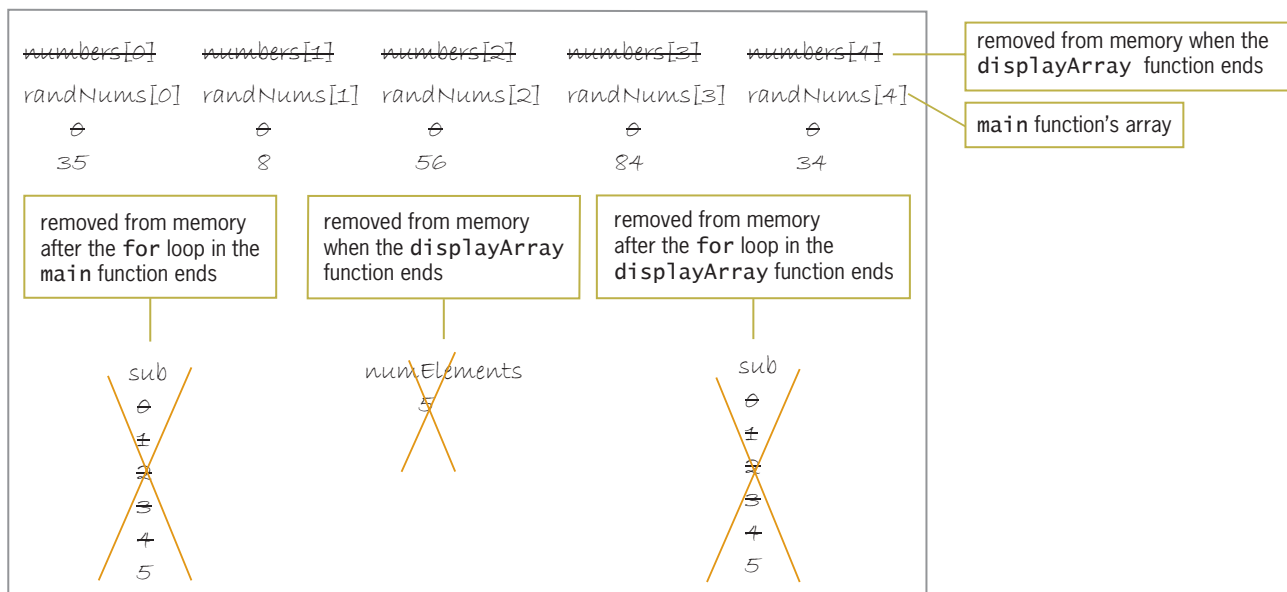 numbers[0] numbers[1] numbers[2] numbers[3] numbers[4]
removed from memory when the
displayArray function ends
randNums[0] randNums[1] randNums[2] randNums[3] randNums[4]
main function's array
0 0 0 0 0
35 8 56 84 34
removed from memory
after the for loop in the
main function ends
removed from memory
when the displayArray
function ends
removed from memory
after the for loop in the
displayArray function ends
sub
0
1
2
3
4
5
numElements
5
sub
0
1
2
3
4
5